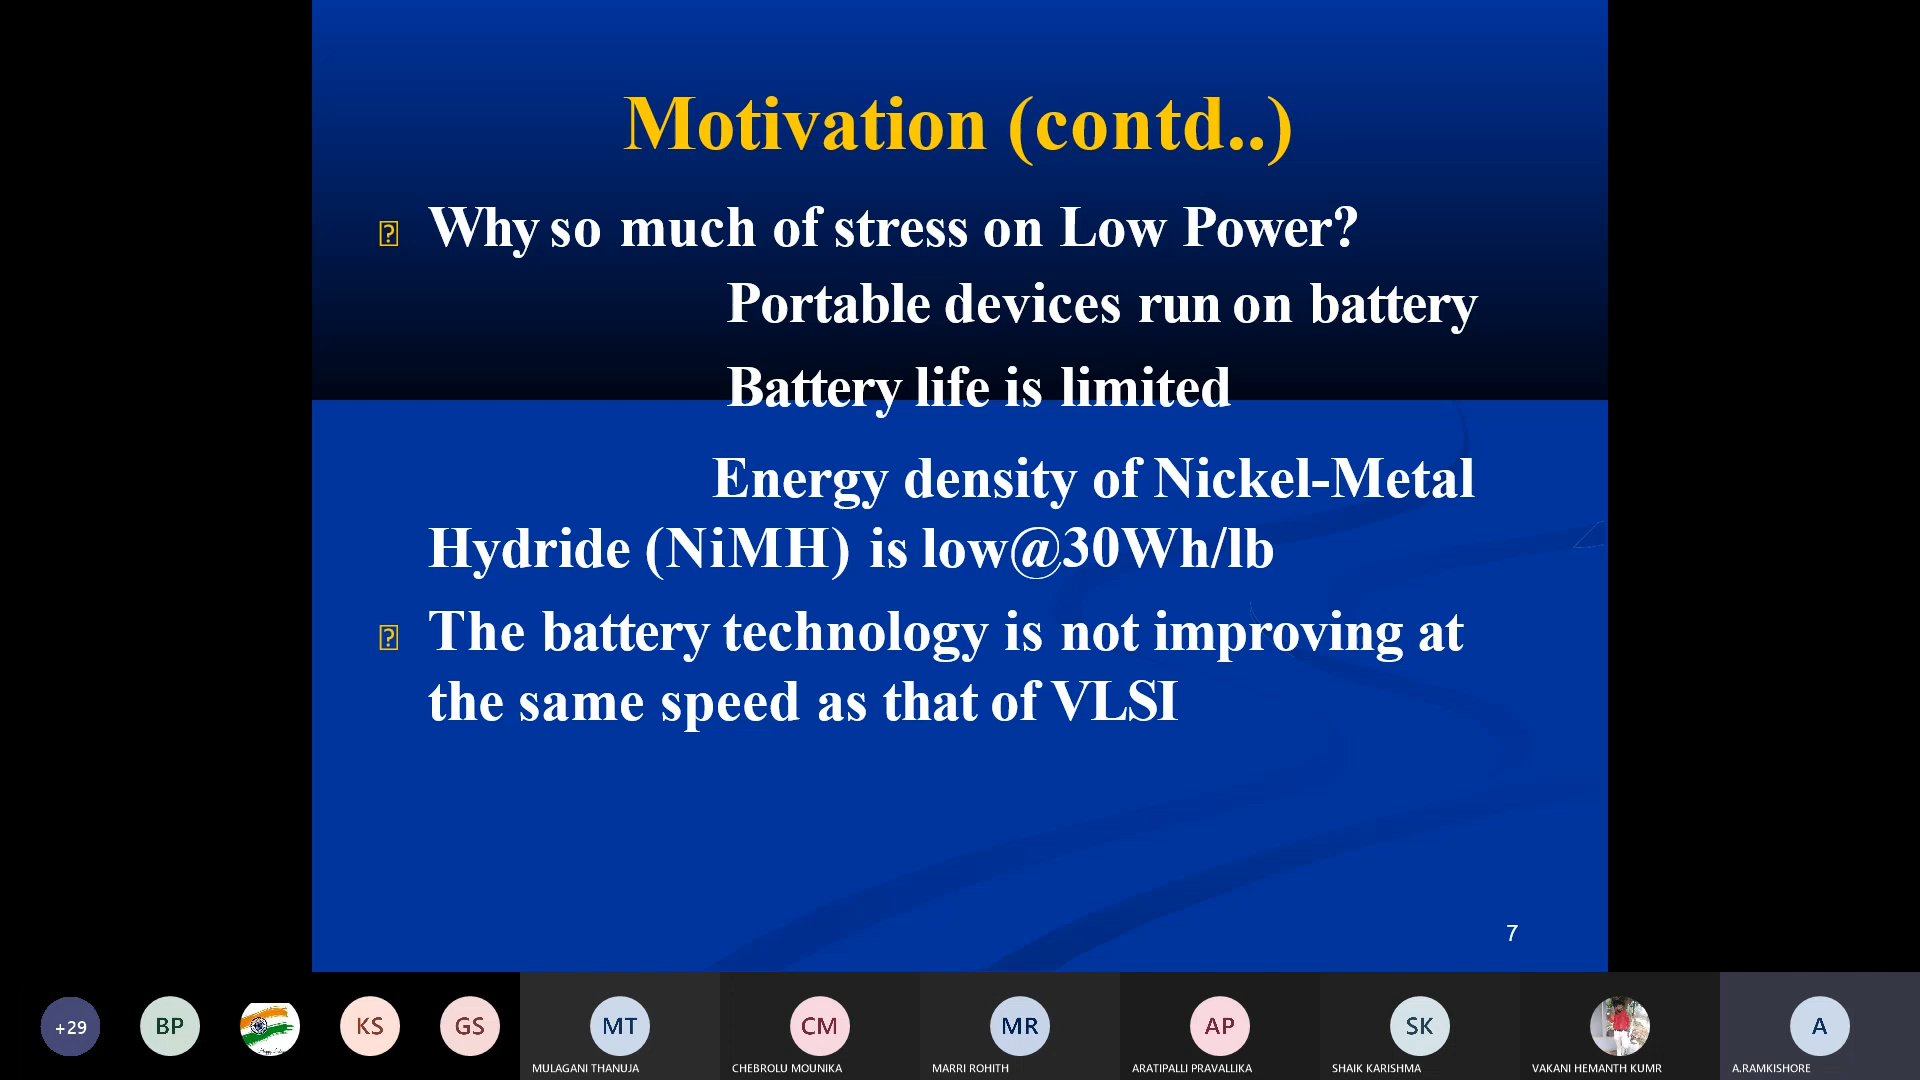 Motivation (contd..)
Why so much of stress on Low Power?
Portable devices run on battery
Battery life is limited
Energy density of Nickel-Metal
Hydride (NiMH) is low@30Wh/lb
The battery technology is not improving at
the same speed as that of VLSI
7
+29
BP
KS
GS
MT
CM
MR
AP
SK
A
MULAGANI THANUJA
CHEBROLU MOUNIKA
MARRI ROHITH
ARATIPALLI PRAVALLIKA
SHAIK KARISHMA
VAKANI HEMANTH KUMR
A.RAMKISHORE